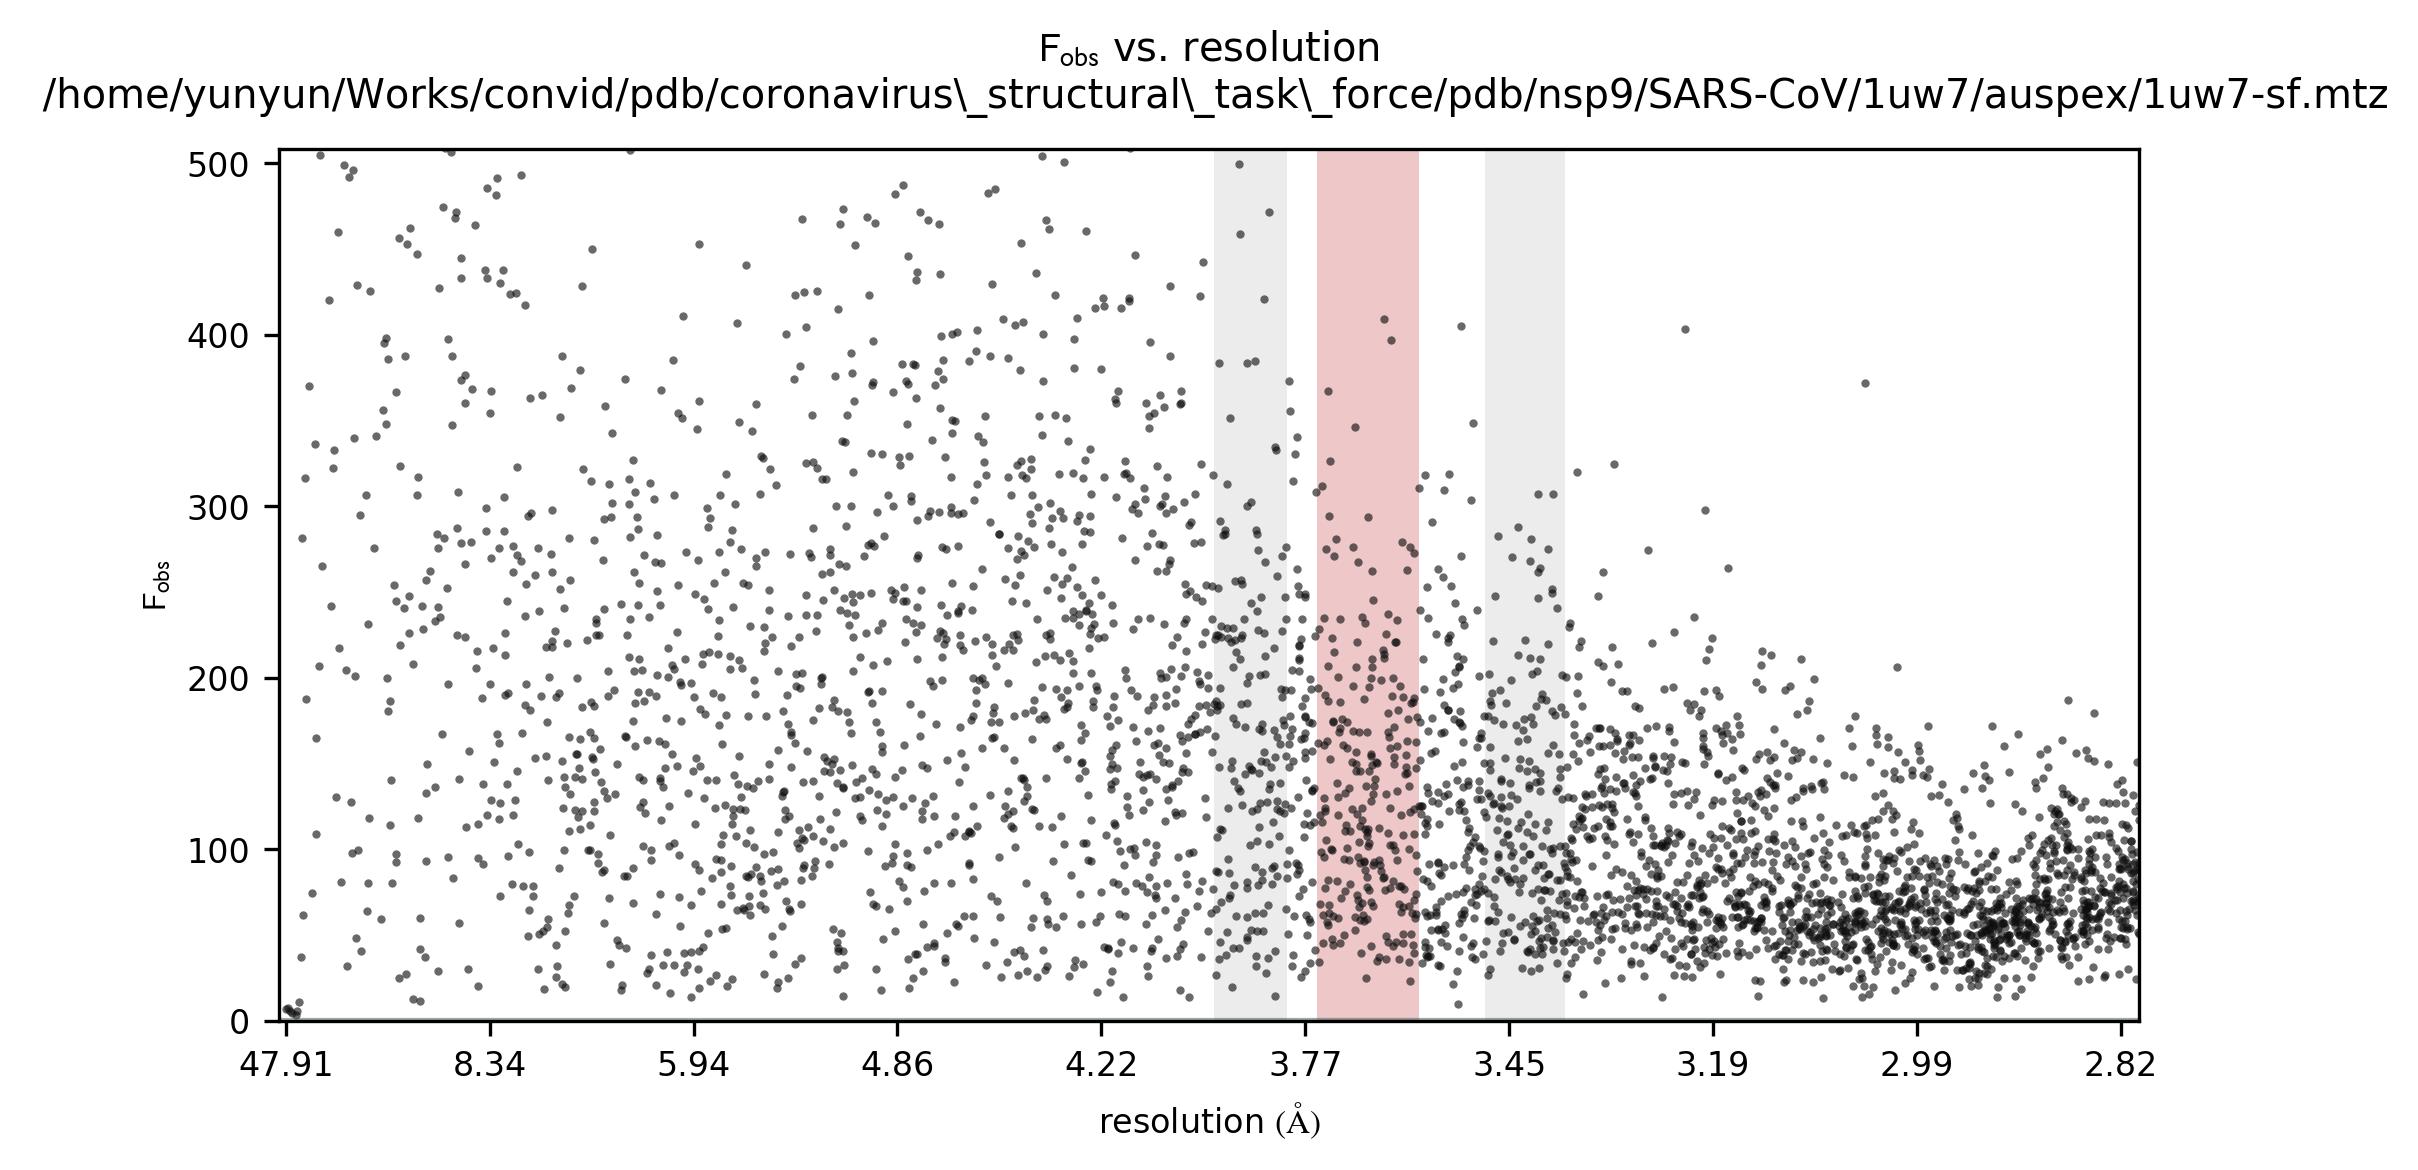 Fobs vs. resolution
/home/yunyun/Works/convid/pdb/coronavirus\_structural\_task\_force/pdb/nsp9/SARS-CoV/1uw7/auspex/1uw7-sf.mtz
500
400
300
200
100
0
Fobs
47.91 8.34 5.94 4.86 4.22 3.77 3.45 3.19 2.99 2.82
resolution (Å)